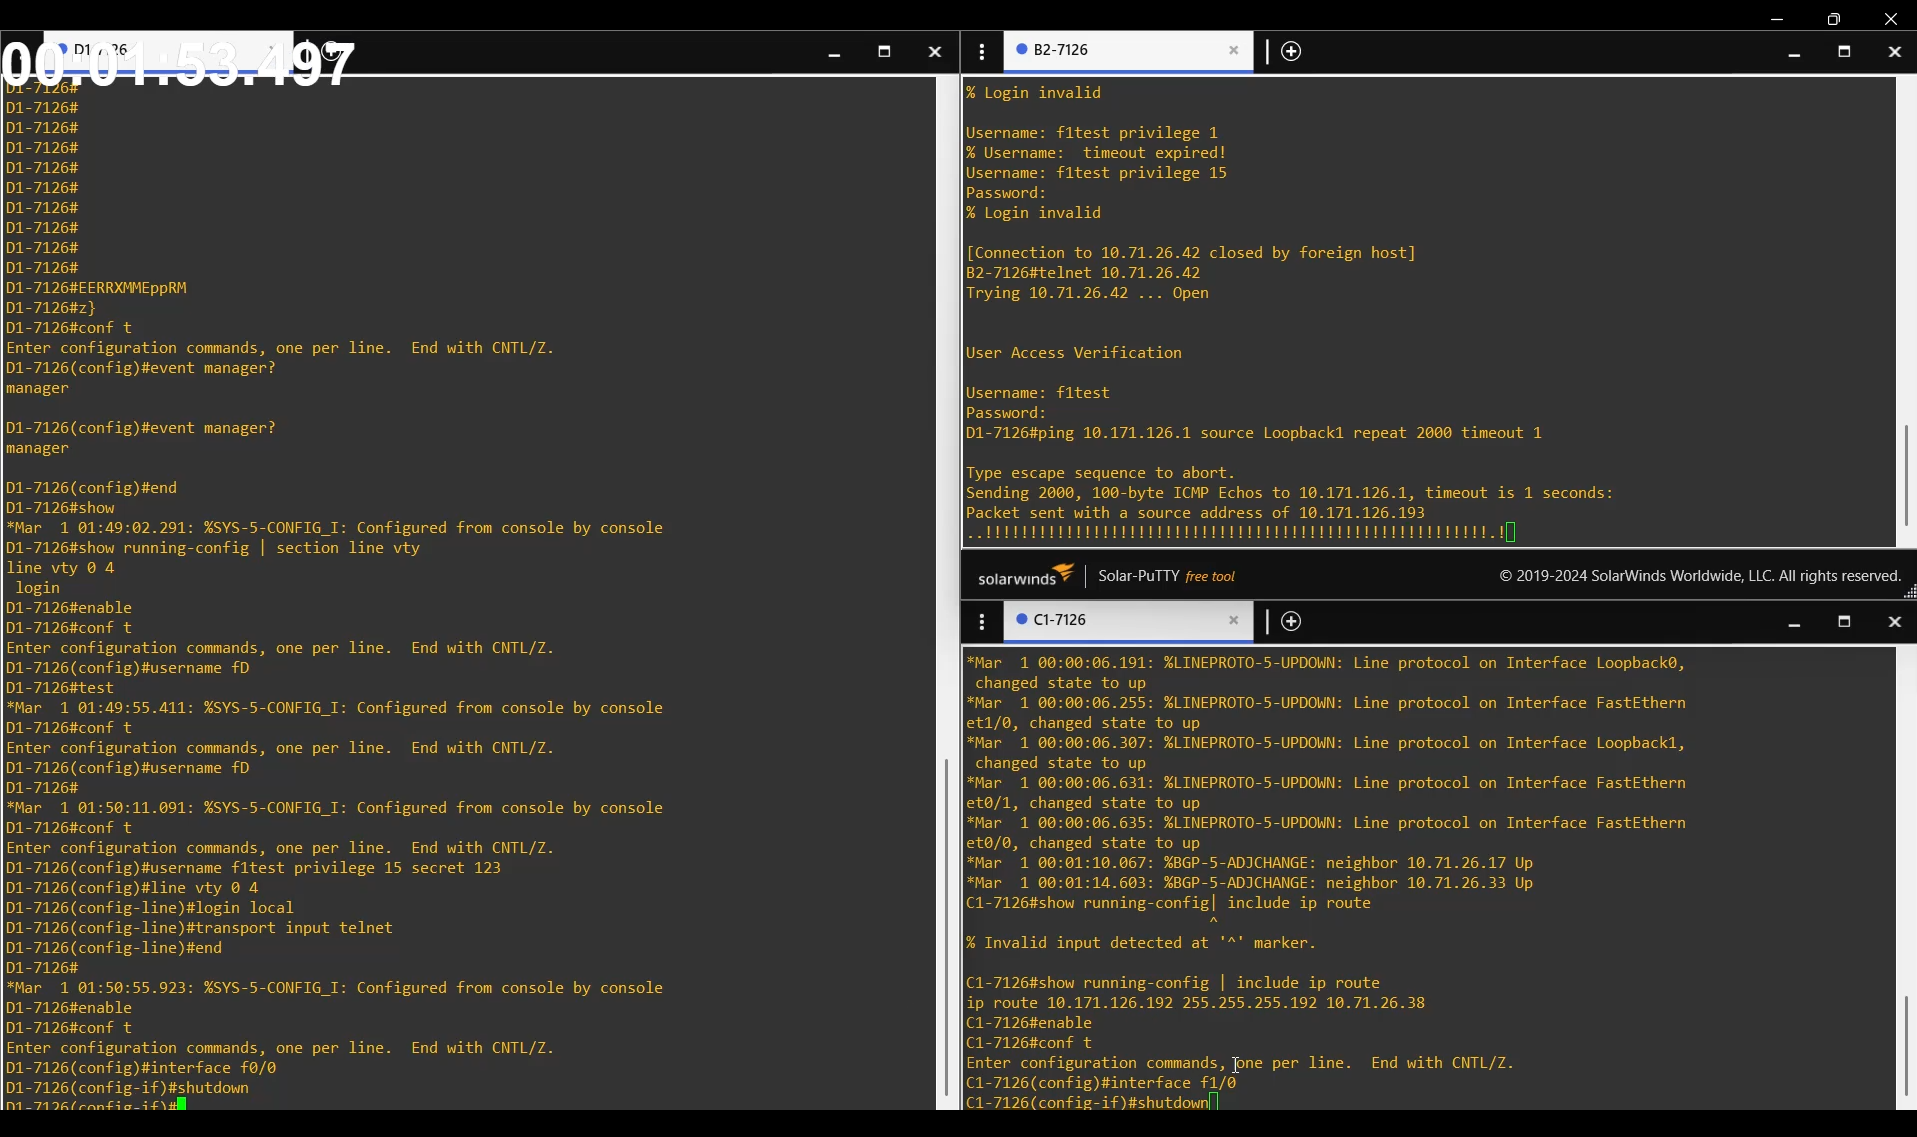 00:01:53.497
D1-7126
D1-7126#
D1-7126#
D1-7126#
D1-7126#
D1-7126#
D1-7126#
D1-7126#
D1-7126#
D1-7126#
D1-7126#
D1-7126#EERRXMMEppRM
D1-7126#z}
D1-7126#conf t
Enter configuration commands, one per line.  End with CNTL/Z.
D1-7126(config)#event manager?
manager
D1-7126(config)#event manager?
manager
D1-7126(config)#end
D1-7126#show
*Mar  1 01:49:02.291: %SYS-5-CONFIG_I: Configured from console by console
D1-7126#show running-config | section line vty
line vty 0 4
 login
D1-7126#enable
D1-7126#conf t
Enter configuration commands, one per line.  End with CNTL/Z.
D1-7126(config)#username fD
D1-7126#test
*Mar  1 01:49:55.411: %SYS-5-CONFIG_I: Configured from console by console
D1-7126#conf t
Enter configuration commands, one per line.  End with CNTL/Z.
D1-7126(config)#username fD
D1-7126#
*Mar  1 01:50:11.091: %SYS-5-CONFIG_I: Configured from console by console
D1-7126#conf t
Enter configuration commands, one per line.  End with CNTL/Z.
D1-7126(config)#username f1test privilege 15 secret 123
D1-7126(config)#line vty 0 4
D1-7126(config-line)#login local
D1-7126(config-line)#transport input telnet
D1-7126(config-line)#end
D1-7126#
*Mar  1 01:50:55.923: %SYS-5-CONFIG_I: Configured from console by console
D1-7126#enable
D1-7126#conf t
Enter configuration commands, one per line.  End with CNTL/Z.
D1-7126(config)#interface f0/0
D1-7126(config-if)#shutdown
D1-7126(config-if)#
B2-7126
% Login invalid
Username: f1test privilege 1
% Username:  timeout expired!
Username: f1test privilege 15
Password:
% Login invalid
[Connection to 10.71.26.42 closed by foreign host]
B2-7126#telnet 10.71.26.42
Trying 10.71.26.42 ... Open
User Access Verification
Username: f1test
Password:
D1-7126#ping 10.171.126.1 source Loopback1 repeat 2000 timeout 1
Type escape sequence to abort.
Sending 2000, 100-byte ICMP Echos to 10.171.126.1, timeout is 1 seconds:
Packet sent with a source address of 10.171.126.193
..!!!!!!!!!!!!!!!!!!!!!!!!!!!!!!!!!!!!!!!!!!!!!!!!!!!!!!!!.!
solarwinds Solar-PuTTY free tool © 2019-2024 SolarWinds Worldwide, LLC. All rights reserved.
C1-7126
*Mar  1 00:00:06.191: %LINEPROTO-5-UPDOWN: Line protocol on Interface Loopback0,
 changed state to up
*Mar  1 00:00:06.255: %LINEPROTO-5-UPDOWN: Line protocol on Interface FastEthern
et1/0, changed state to up
*Mar  1 00:00:06.307: %LINEPROTO-5-UPDOWN: Line protocol on Interface Loopback1,
 changed state to up
*Mar  1 00:00:06.631: %LINEPROTO-5-UPDOWN: Line protocol on Interface FastEthern
et0/1, changed state to up
*Mar  1 00:00:06.635: %LINEPROTO-5-UPDOWN: Line protocol on Interface FastEthern
et0/0, changed state to up
*Mar  1 00:01:10.067: %BGP-5-ADJCHANGE: neighbor 10.71.26.17 Up
*Mar  1 00:01:14.603: %BGP-5-ADJCHANGE: neighbor 10.71.26.33 Up
C1-7126#show running-config| include ip route
^
% Invalid input detected at '^' marker.
C1-7126#show running-config | include ip route
ip route 10.171.126.192 255.255.255.192 10.71.26.38
C1-7126#enable
C1-7126#conf t
Enter configuration commands, one per line.  End with CNTL/Z.
C1-7126(config)#interface f1/0
C1-7126(config-if)#shutdown